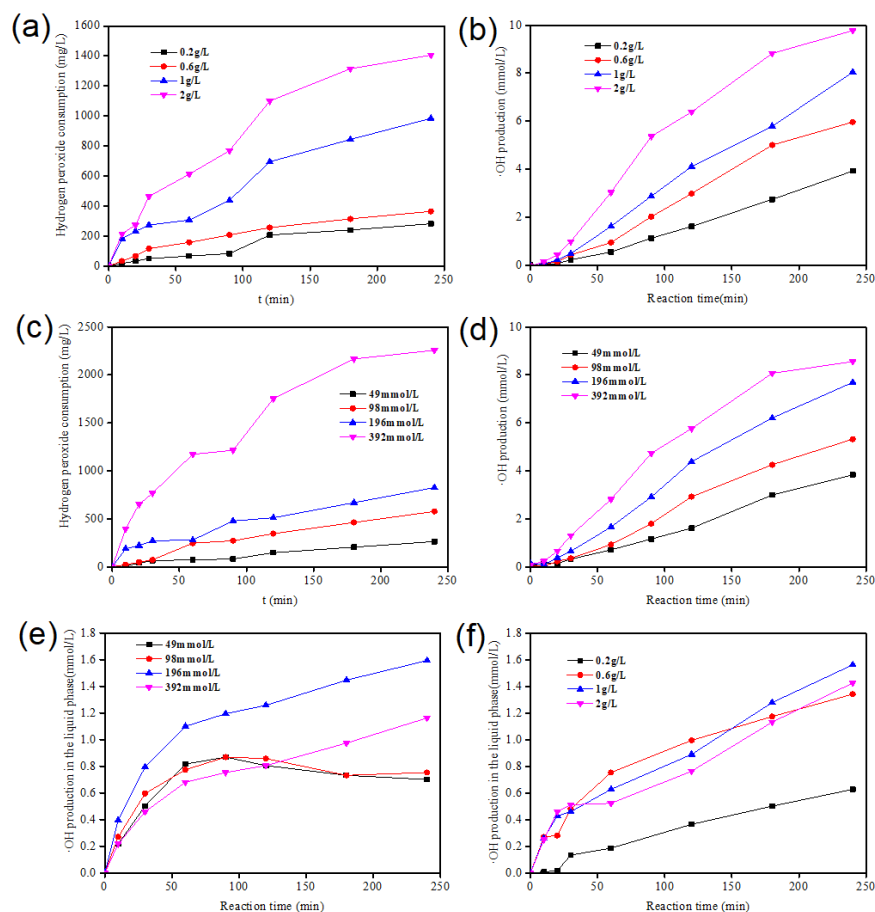 (a)
Hydrogen peroxide consumption (mg/L)
1600
1400
1200
1000
800
600
400
200
0
0.2g/L
0.6g/L
1g/L
2g/L
0 50 100 150 200 250
t (min)
(b)
·OH production (mmol/L)
10
8
6
4
2
0
0.2g/L
0.6g/L
1g/L
2g/L
0 50 100 150 200 250
Reaction time(min)
(c)
Hydrogen peroxide consumption (mg/L)
2500
2000
1500
1000
500
0
49mmol/L
98mmol/L
196mmol/L
392mmol/L
0 50 100 150 200 250
t (min)
(d)
·OH production (mmol/L)
10
8
6
4
2
0
49mmol/L
98mmol/L
196mmol/L
392mmol/L
0 50 100 150 200 250
Reaction time(min)
(e)
·OH production in the liquid phase(mmol/L)
1.8
1.6
1.4
1.2
1.0
0.8
0.6
0.4
0.2
0.0
49mmol/L
98mmol/L
196mmol/L
392mmol/L
0 50 100 150 200 250
Reaction time (min)
(f)
·OH production in the liquid phase(mmol/L)
1.8
1.6
1.4
1.2
1.0
0.8
0.6
0.4
0.2
0.0
0.2g/L
0.6g/L
1g/L
2g/L
0 50 100 150 200 250
Reaction time (min)